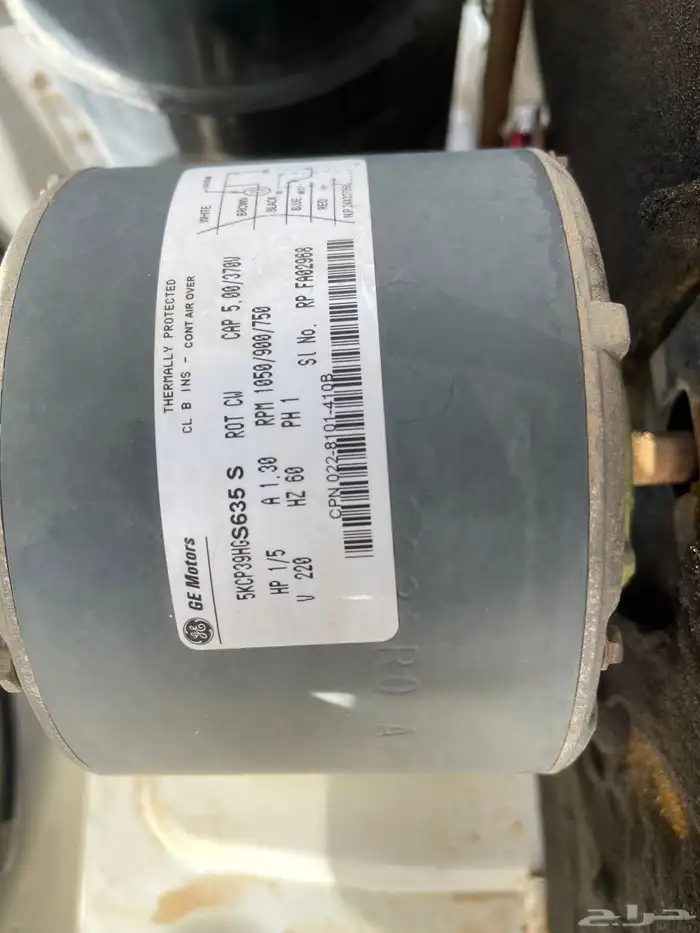 GE Motors
THERMALLY PROTECTED
CL B INS - CONT AIR OVER
5KCP39HGS635 S ROT CW CAP 5.00/370V
HP 1/5 A 1.30 RPM 1050/900/750
V 220 HZ 60 PH 1 Sl No. RP FA02968
CPN 022-8101-410B
WHITE
BROWN
BLACK
BLUE
RED
حراج